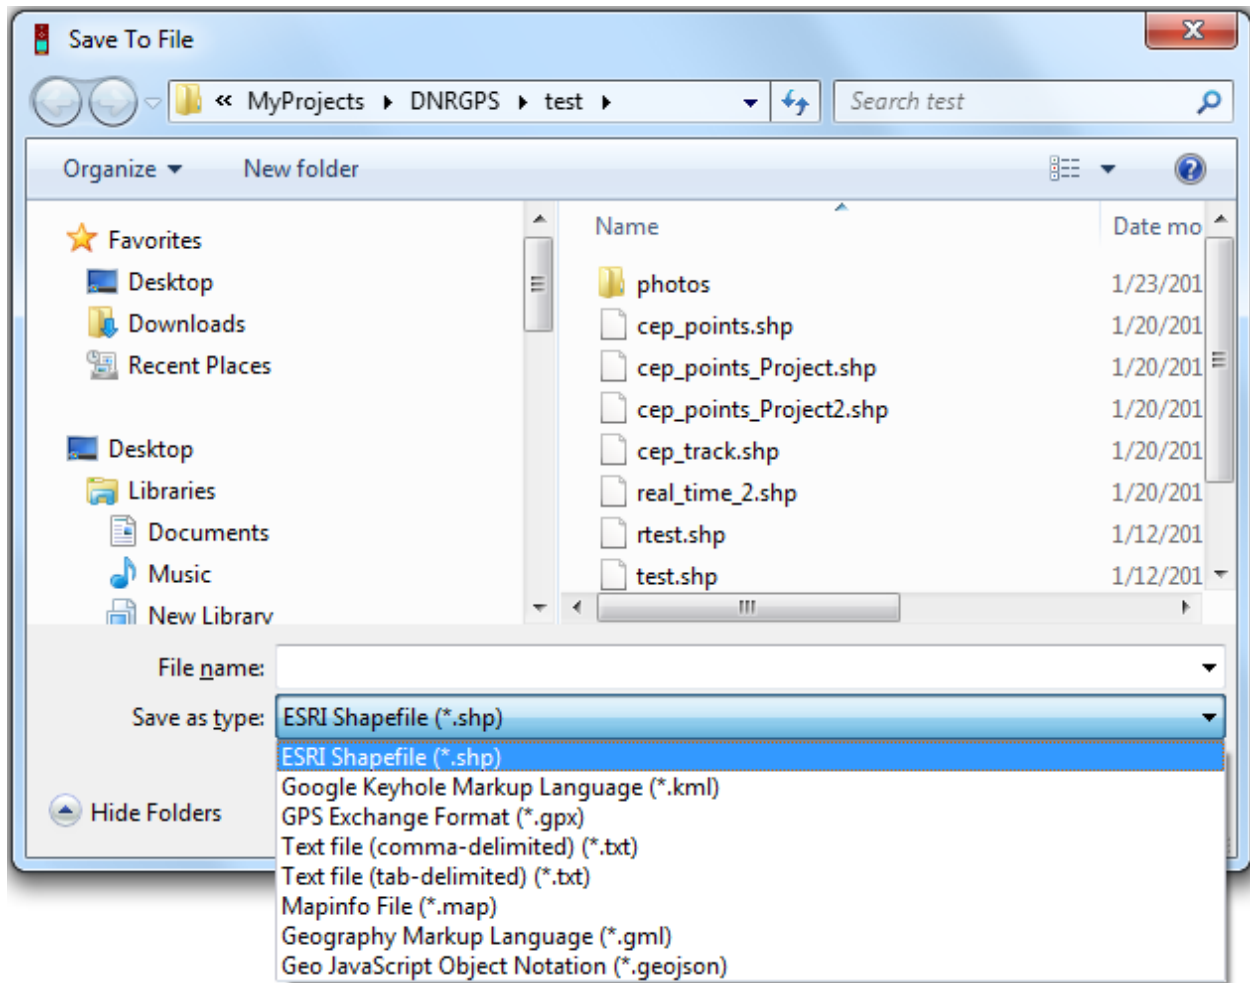 Save To File
« MyProjects DNRGPS test
Search test
Organize New folder
Favorites
Desktop
Downloads
Recent Places
Desktop
Libraries
Documents
Music
New Library
Name Date mo
photos 1/23/201
cep_points.shp 1/20/201
cep_points_Project.shp 1/20/201
cep_points_Project2.shp 1/20/201
cep_track.shp 1/20/201
real_time_2.shp 1/20/201
rtest.shp 1/12/201
test.shp 1/12/201
File name:
Save as type: ESRI Shapefile (*.shp)
ESRI Shapefile (*.shp)
Google Keyhole Markup Language (*.kml)
GPS Exchange Format (*.gpx)
Text file (comma-delimited) (*.txt)
Text file (tab-delimited) (*.txt)
Mapinfo File (*.map)
Geography Markup Language (*.gml)
Geo JavaScript Object Notation (*.geojson)
Hide Folders